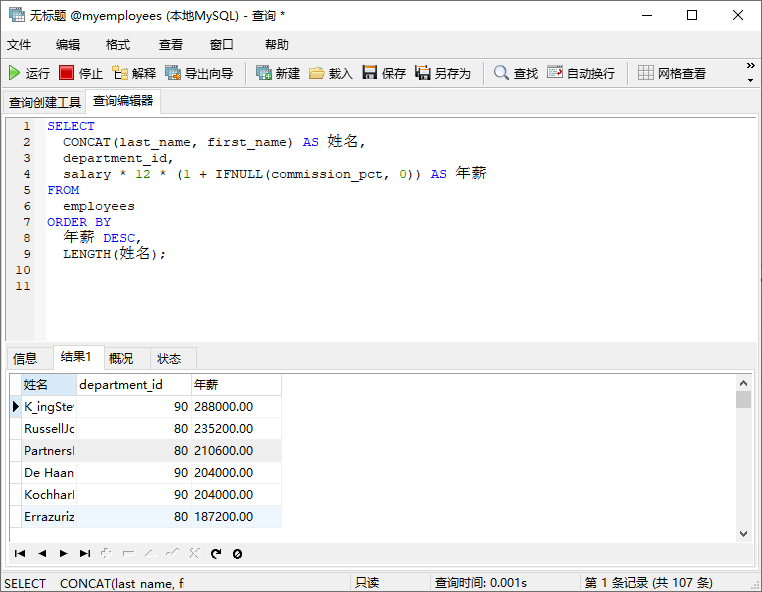 无标题 @myemployees (本地MySQL) - 查询 *
文件 编辑 格式 查看 窗口 帮助
运行 停止 解释 导出向导 新建 载入 保存 另存为 查找 自动换行 网格查看
查询创建工具 查询编辑器
1 SELECT
2 CONCAT(last_name, first_name) AS 姓名,
3 department_id,
4 salary * 12 * (1 + IFNULL(commission_pct, 0)) AS 年薪
5 FROM
6 employees
7 ORDER BY
8 年薪 DESC,
9 LENGTH(姓名);
10
11
信息 结果1 概况 状态
姓名 department_id 年薪
K_ingSte 90 288000.00
RussellJo 80 235200.00
Partners 80 210600.00
De Haan 90 204000.00
Kochhar 90 204000.00
Errazuriz 80 187200.00
SELECT CONCAT(last_name, f 只读 查询时间: 0.001s 第 1 条记录 (共 107 条)